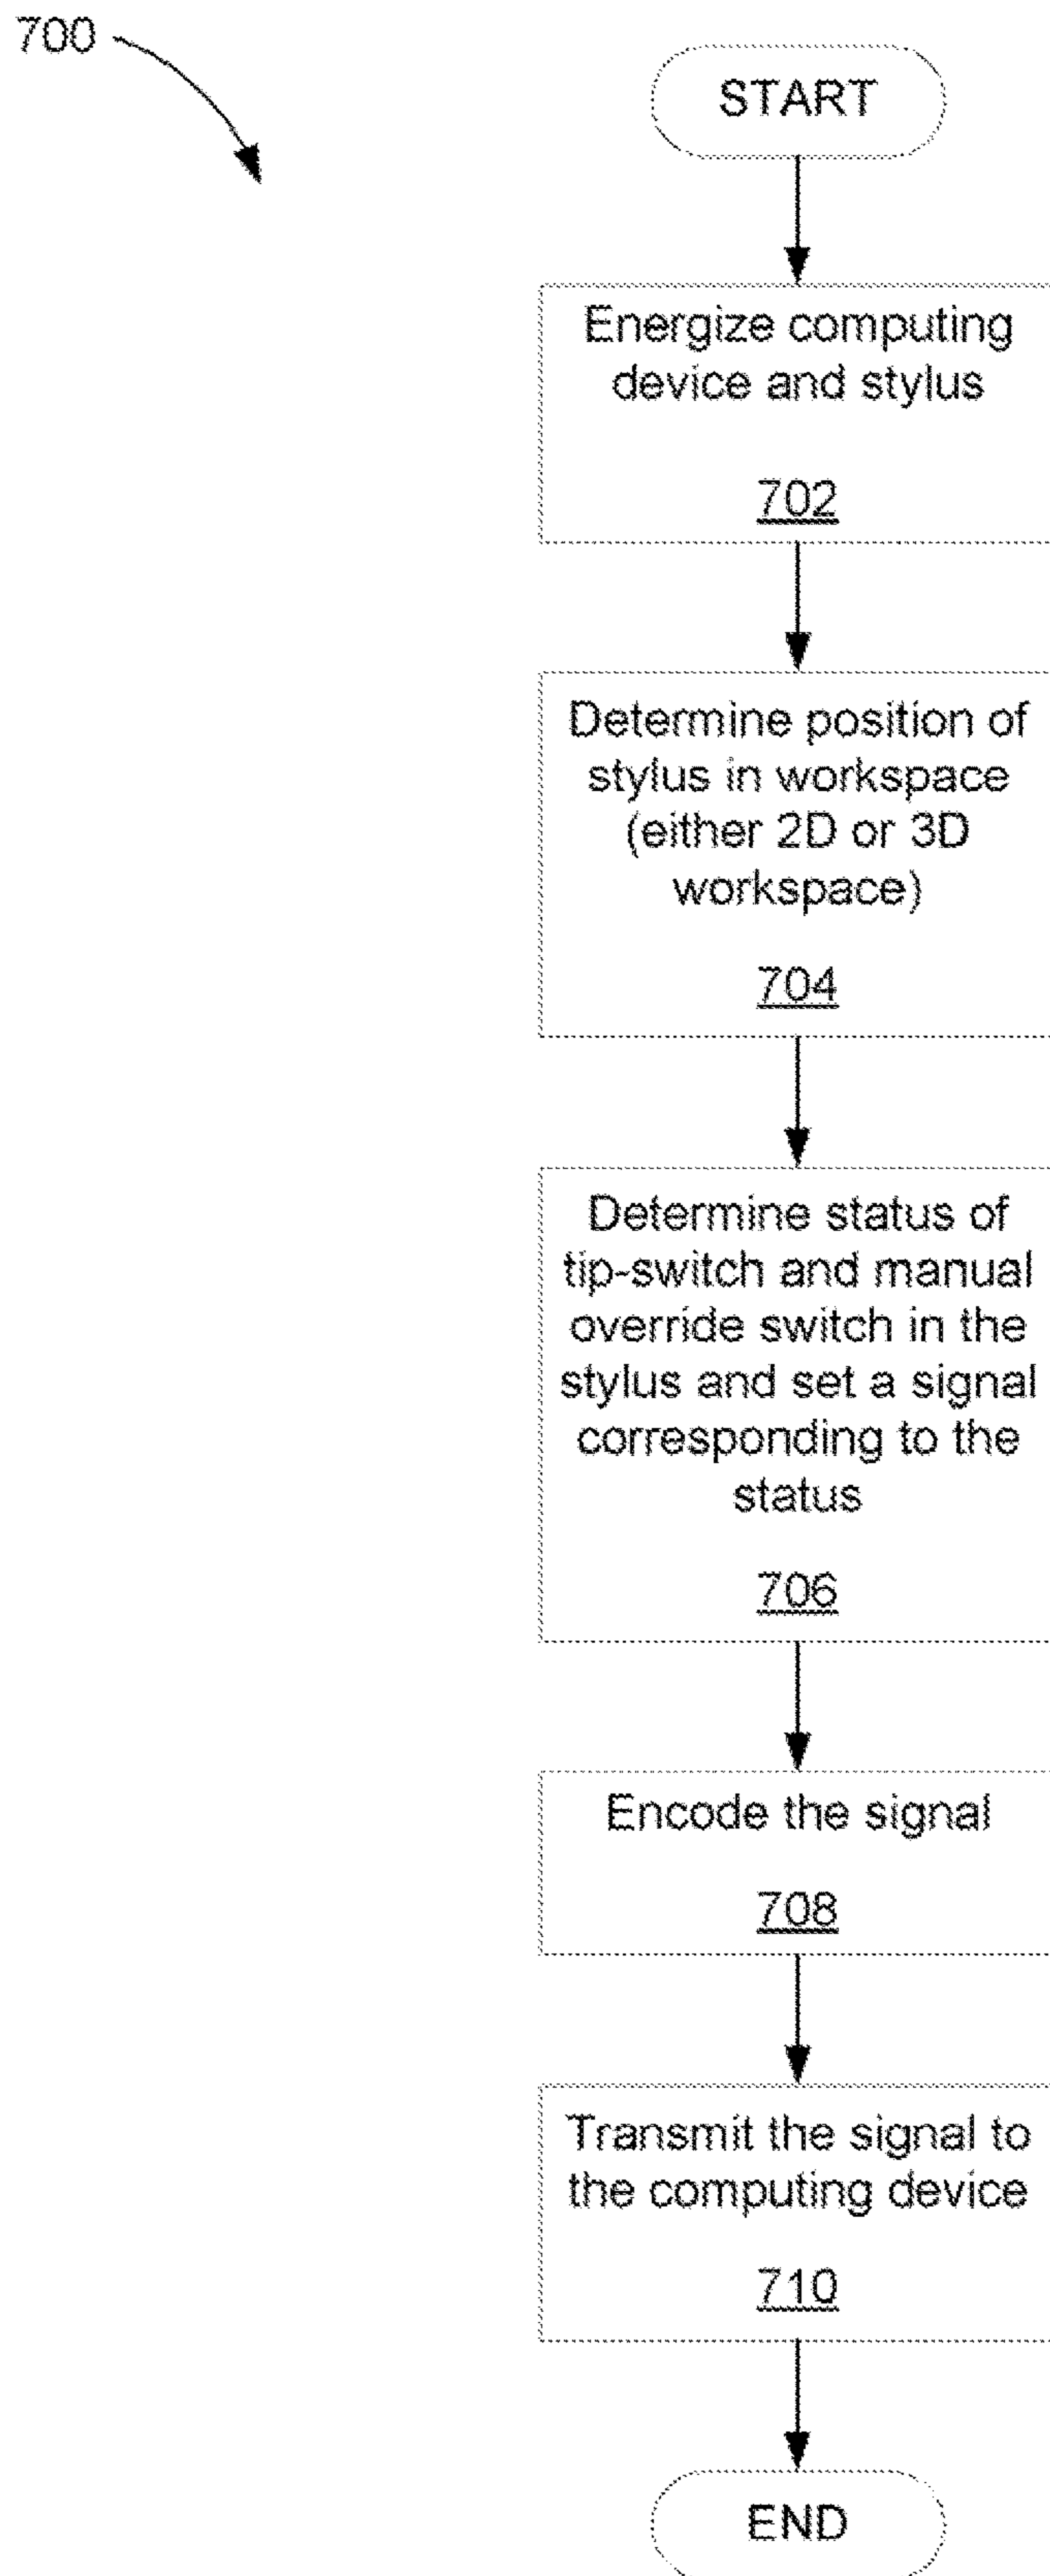 700
START
Energize computing
device and stylus
702
Determine position of
stylus in workspace
(either 2D or 3D
workspace)
704
Determine status of
tip-switch and manual
override switch in the
stylus and set a signal
corresponding to the
status
706
Encode the signal
708
Transmit the signal to
the computing device
710
END